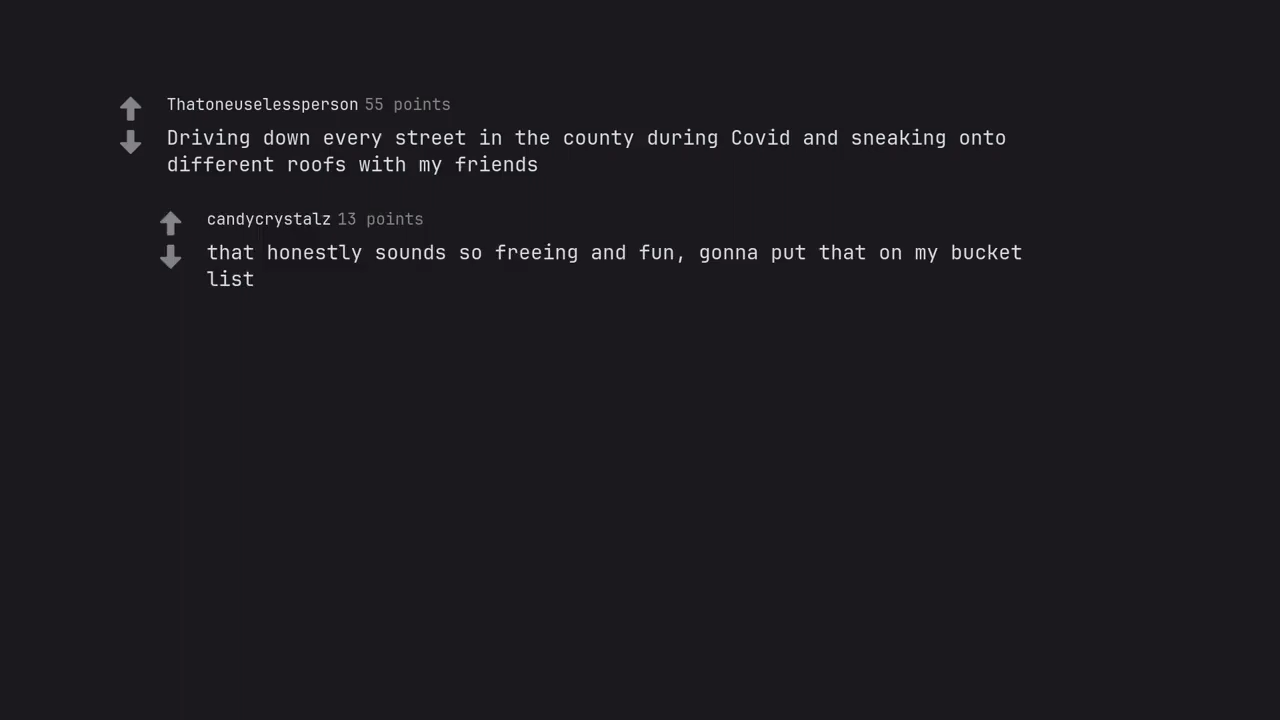 Thatoneuselessperson 55 points
Driving down every street in the county during Covid and sneaking onto
different roofs with my friends
candycrystalz 13 points
that honestly sounds so freeing and fun, gonna put that on my bucket
list